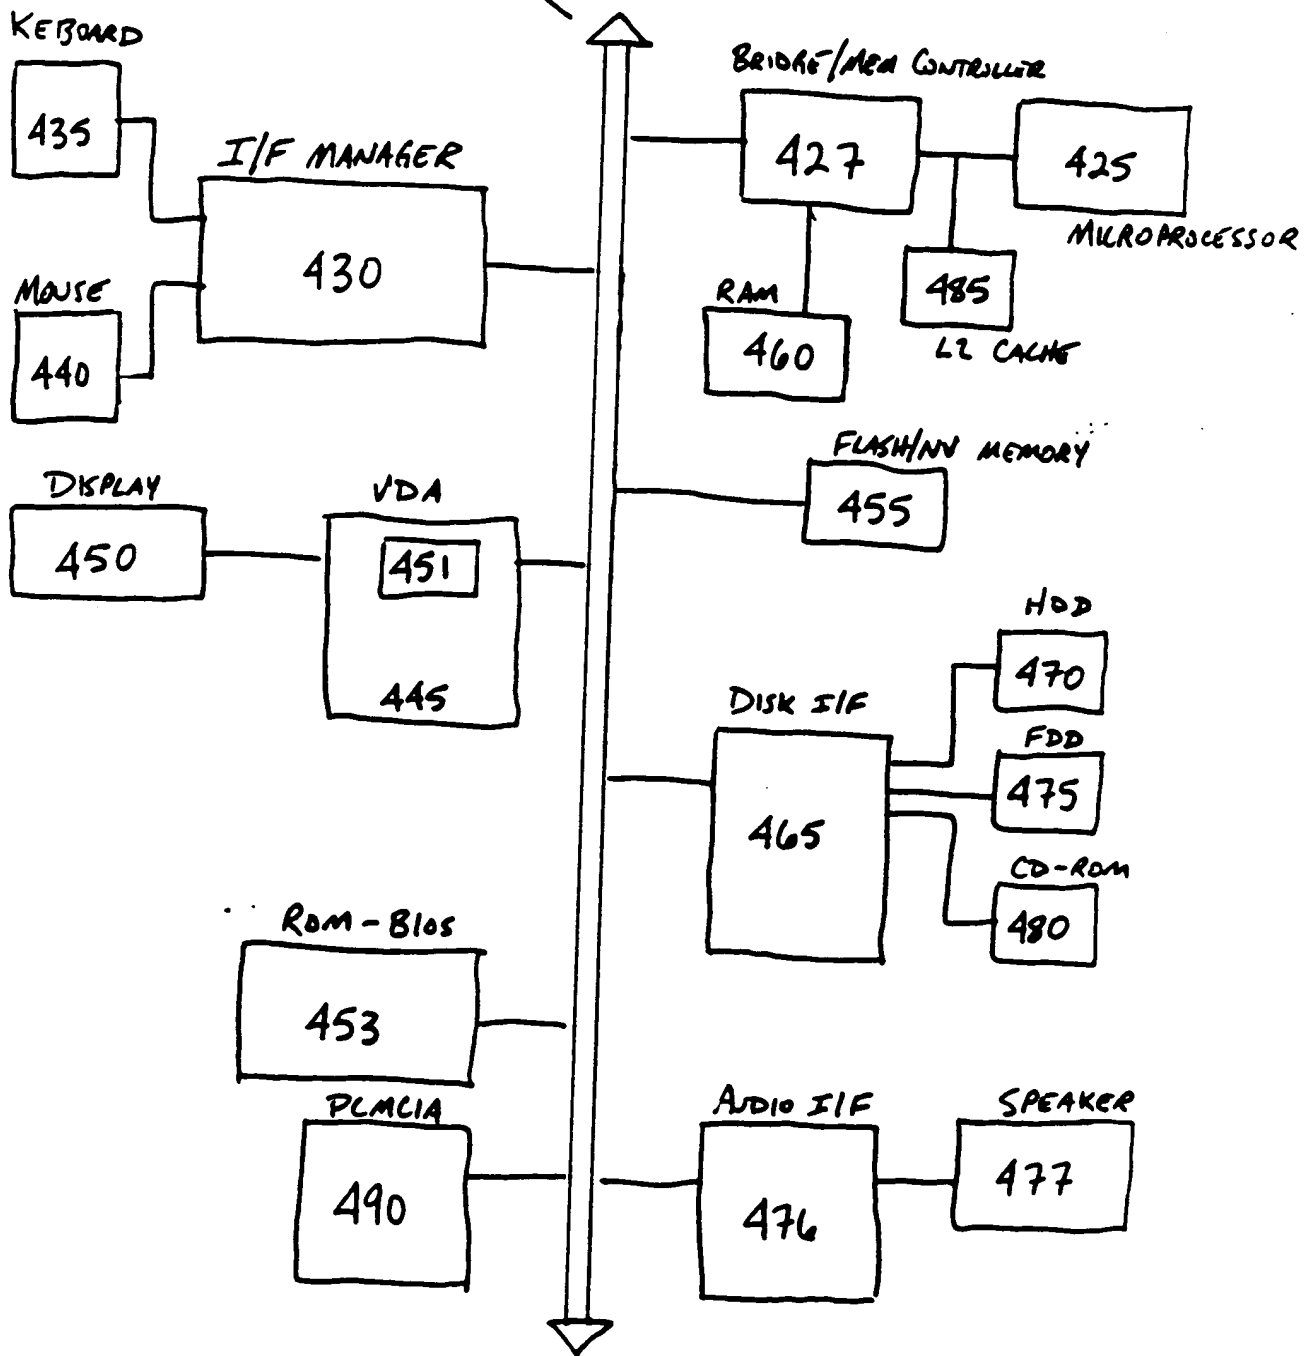 KEBOARD
435
I/F MANAGER
430
MOUSE
440
DISPLAY
450
VDA
451
445
ROM-BIOS
453
PCMCIA
490
BRIDGE/MEM CONTROLLER
427
425
MICROPROCESSOR
RAM
460
485
L2 CACHE
FLASH/NV MEMORY
455
HDD
470
DISK I/F
465
FDD
475
CD-ROM
480
AUDIO I/F
476
SPEAKER
477